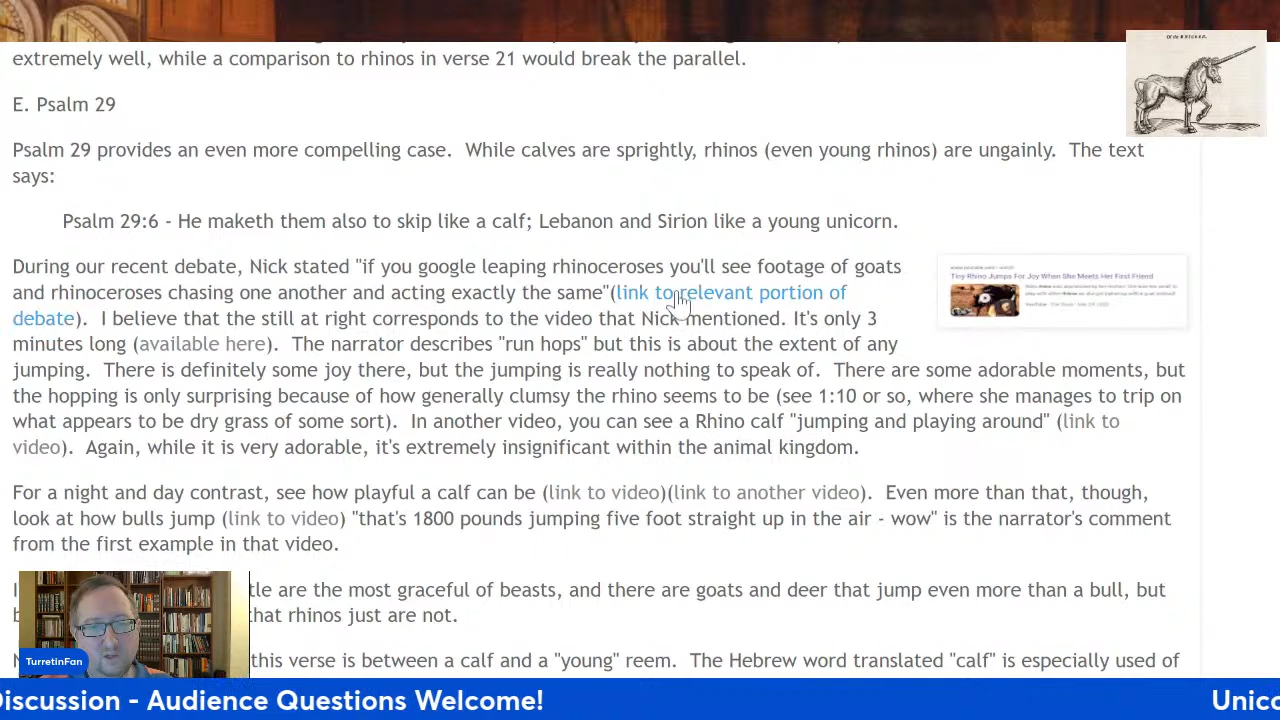 extremely well, while a comparison to rhinos in verse 21 would break the parallel.
E. Psalm 29
Psalm 29 provides an even more compelling case.  While calves are sprightly, rhinos (even young rhinos) are ungainly.  The text
says:
Psalm 29:6 - He maketh them also to skip like a calf; Lebanon and Sirion like a young unicorn.
During our recent debate, Nick stated "if you google leaping rhinoceroses you'll see footage of goats
and rhinoceroses chasing one another and jumping exactly the same"(link to relevant portion of
debate).  I believe that the still at right corresponds to the video that Nick mentioned. It's only 3
minutes long (available here).  The narrator describes "run hops" but this is about the extent of any
jumping.  There is definitely some joy there, but the jumping is really nothing to speak of.  There are some adorable moments, but
the hopping is only surprising because of how generally clumsy the rhino seems to be (see 1:10 or so, where she manages to trip on
what appears to be dry grass of some sort).  In another video, you can see a Rhino calf "jumping and playing around" (link to
video).  Again, while it is very adorable, it's extremely insignificant within the animal kingdom.
For a night and day contrast, see how playful a calf can be (link to video)(link to another video).  Even more than that, though,
look at how bulls jump (link to video) "that's 1800 pounds jumping five foot straight up in the air - wow" is the narrator's comment
from the first example in that video.
tle are the most graceful of beasts, and there are goats and deer that jump even more than a bull, but
that rhinos just are not.
this verse is between a calf and a "young" reem.  The Hebrew word translated "calf" is especially used of
Tiny Rhino Jumps For Joy When She Meets Her First Friend
TurretinFan
Discussion - Audience Questions Welcome!
Unico